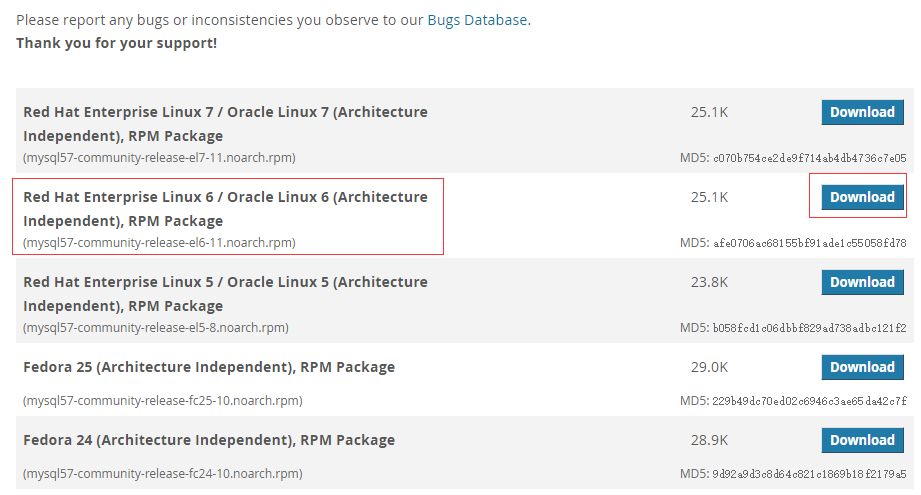 Please report any bugs or inconsistencies you observe to our Bugs Database.
Thank you for your support!
Red Hat Enterprise Linux 7 / Oracle Linux 7 (Architecture
Independent), RPM Package
25.1K
Download
(mysql57-community-release-el7-11.noarch.rpm)
MD5: c070b754ce2de9f714ab4db4736c7e05
Red Hat Enterprise Linux 6 / Oracle Linux 6 (Architecture
Independent), RPM Package
25.1K
Download
(mysql57-community-release-el6-11.noarch.rpm)
MD5: afe0706ac68155bf91ade1c55058fd78
Red Hat Enterprise Linux 5 / Oracle Linux 5 (Architecture
Independent), RPM Package
23.8K
Download
(mysql57-community-release-el5-8.noarch.rpm)
MD5: b058fcd1c06dbbf829ad738adbc121f2
Fedora 25 (Architecture Independent), RPM Package
29.0K
Download
(mysql57-community-release-fc25-10.noarch.rpm)
MD5: 229b49dc70ed02c6946c3ae65da42c7f
Fedora 24 (Architecture Independent), RPM Package
28.9K
Download
(mysql57-community-release-fc24-10.noarch.rpm)
MD5: 9d92a9d3c8d64c821c1869b18f2179a5